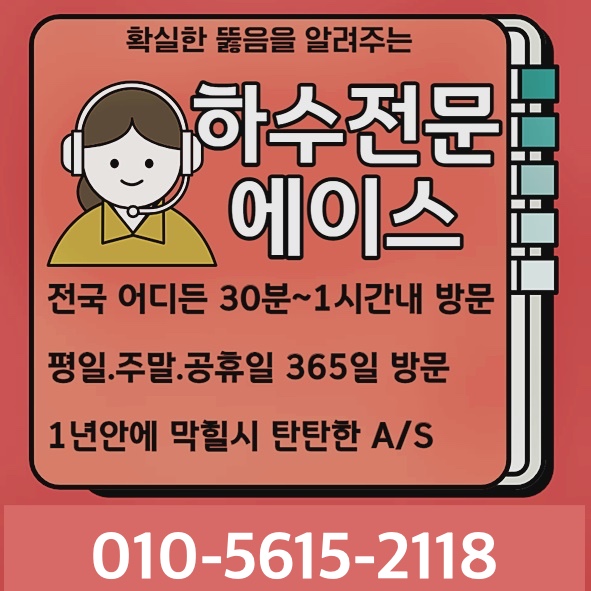 확실한 뚫음을 알려주는
하수전문
에이스
전국 어디든 30분~1시간내 방문
평일.주말.공휴일 365일 방문
1년안에 막힐시 탄탄한 A/S
010-5615-2118